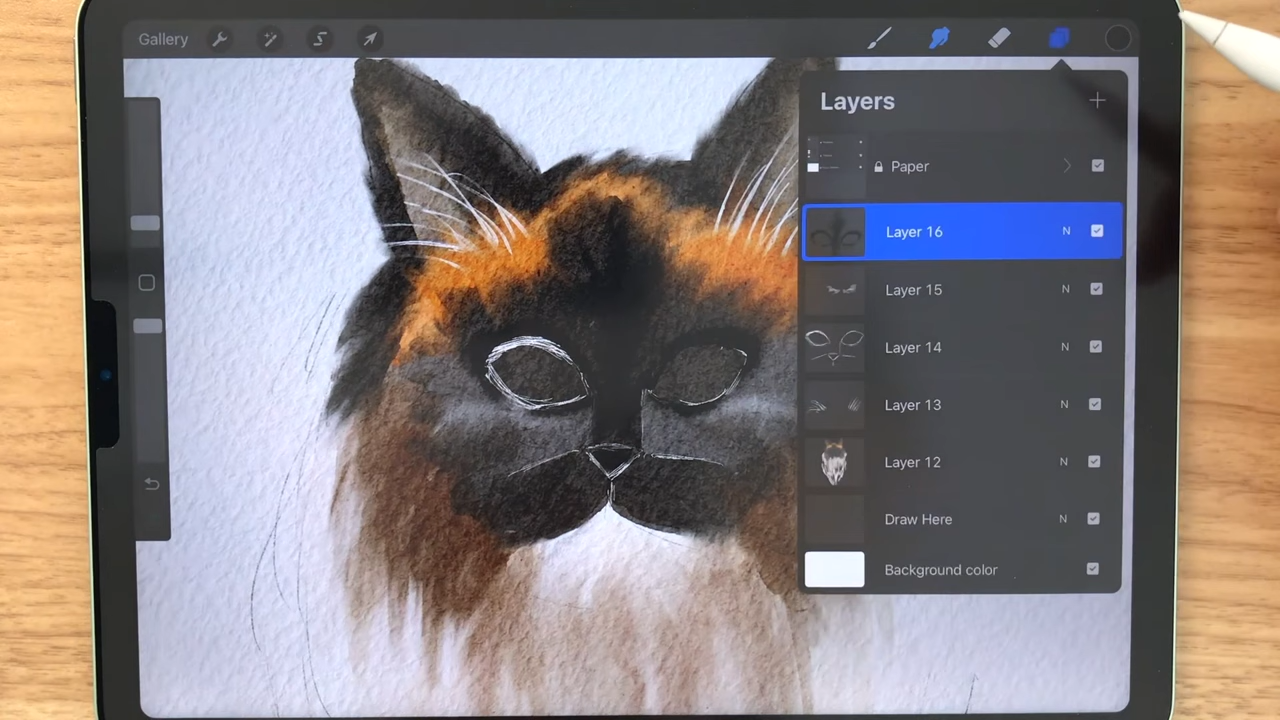 Gallery
Layers
Paper
Layer 16 N
Layer 15 N
Layer 14 N
Layer 13 N
Layer 12 N
Draw Here N
Background color